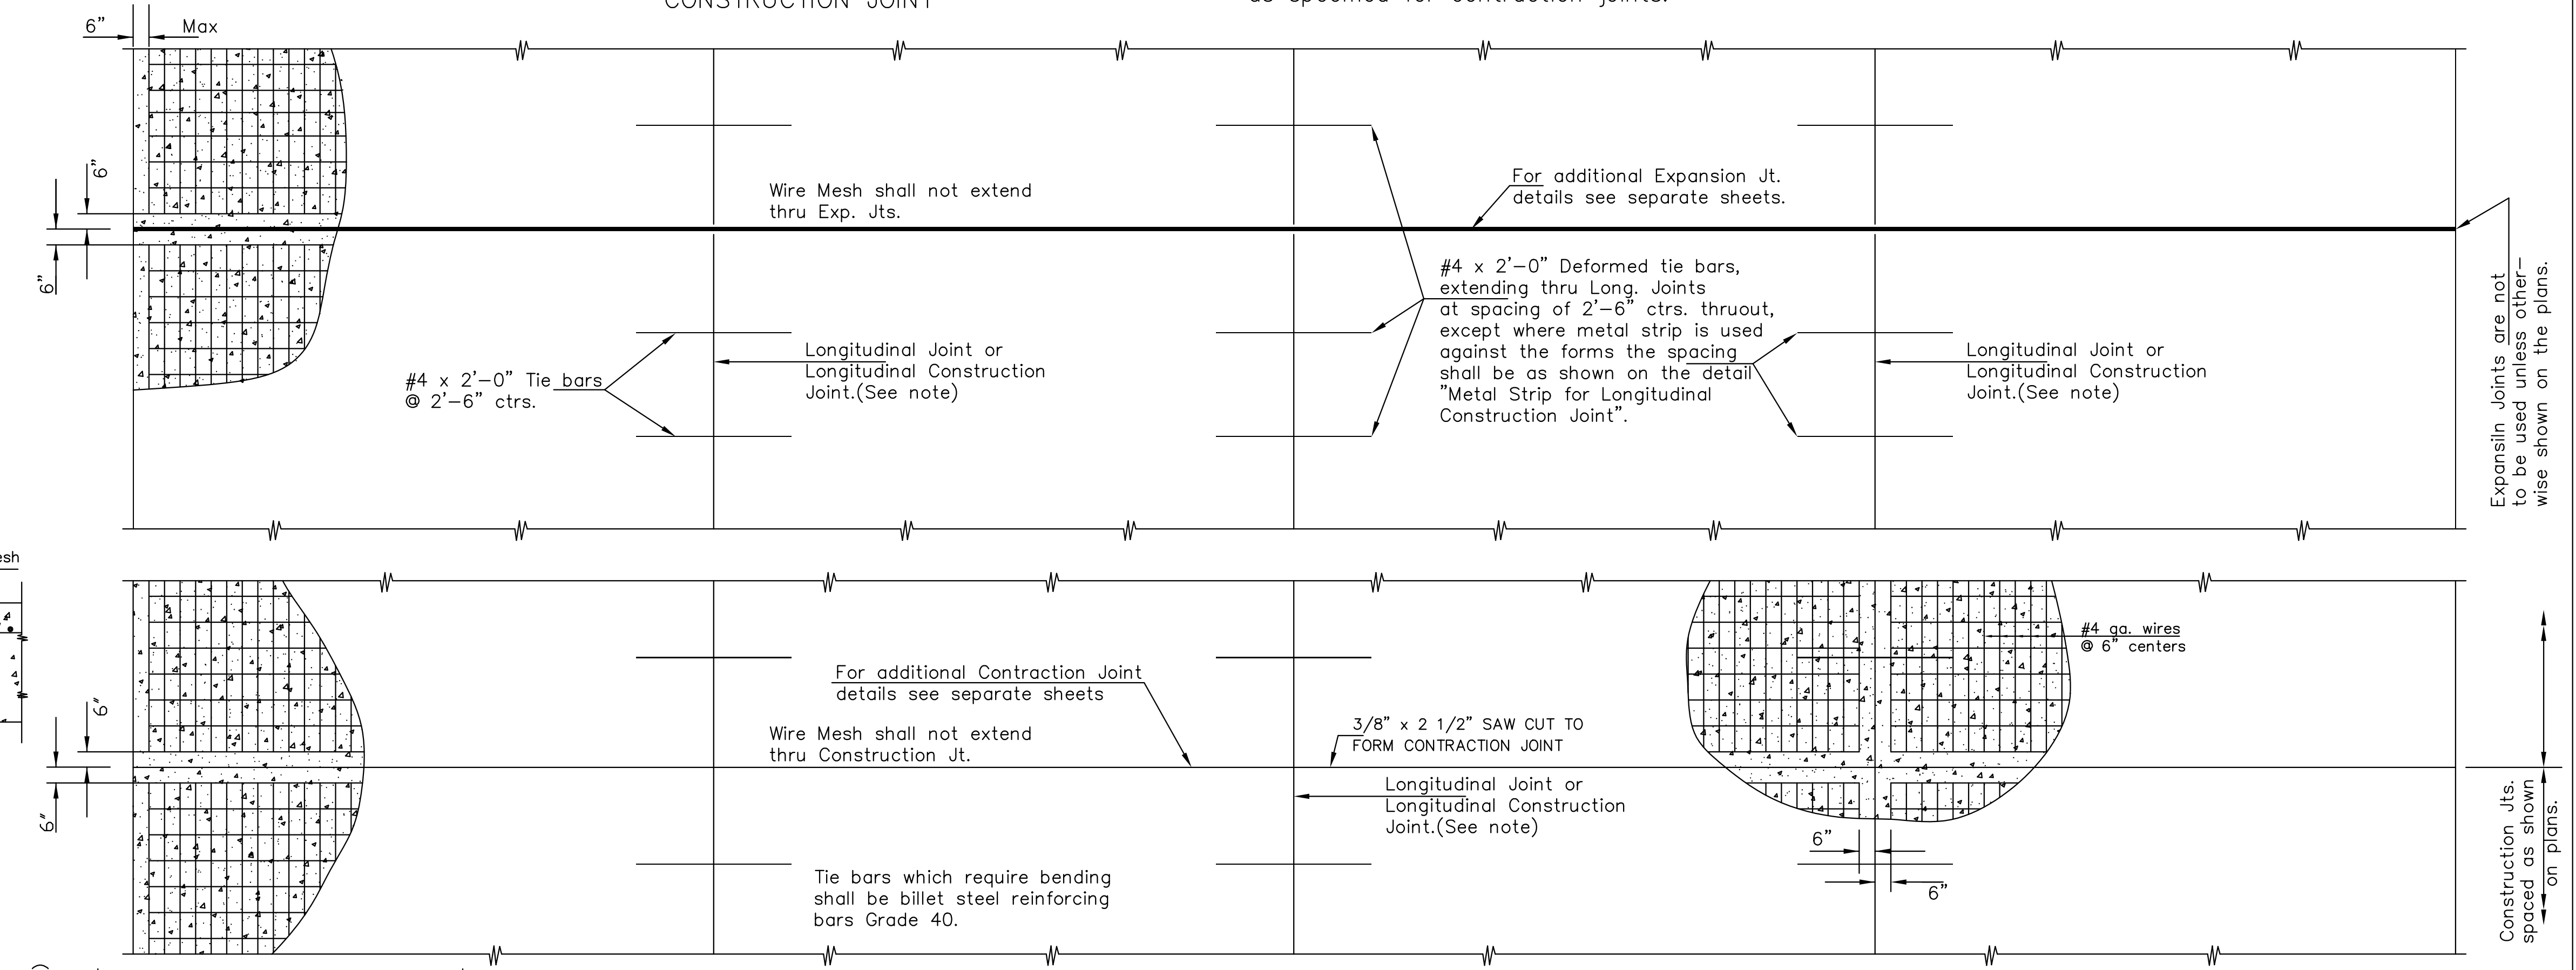 CONSTRUCTION JOINT
as specified for contraction joints.
6" Max
6"
6"
Wire Mesh shall not extend
thru Exp. Jts.
For additional Expansion Jt.
details see separate sheets.
#4 x 2'-0" Deformed tie bars,
extending thru Long. Joints
at spacing of 2'-6" ctrs. thruout,
except where metal strip is used
against the forms the spacing
shall be as shown on the detail
"Metal Strip for Longitudinal
Construction Joint".
#4 x 2'-0" Tie bars
@ 2'-6" ctrs.
Longitudinal Joint or
Longitudinal Construction
Joint.(See note)
Longitudinal Joint or
Longitudinal Construction
Joint.(See note)
Expansiln Joints are not
to be used unless other-
wise shown on the plans.
6"
6"
For additional Contraction Joint
details see separate sheets
Wire Mesh shall not extend
thru Construction Jt.
3/8" x 2 1/2" SAW CUT TO
FORM CONTRACTION JOINT
Longitudinal Joint or
Longitudinal Construction
Joint.(See note)
#4 ga. wires
@ 6" centers
6"
6"
Tie bars which require bending
shall be billet steel reinforcing
bars Grade 40.
Construction Jts.
spaced as shown
on plans.